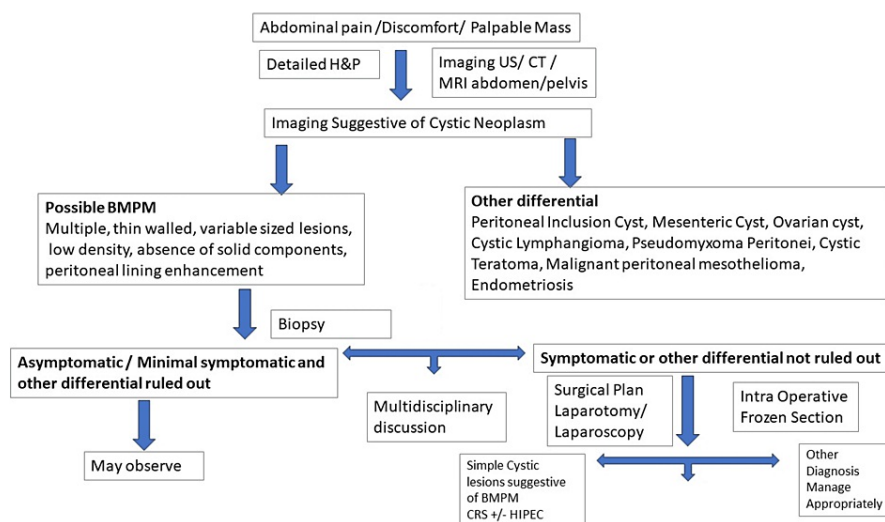 Abdominal pain /Discomfort/ Palpable Mass
Detailed H&P
Imaging US/ CT /
MRI abdomen/pelvis
Imaging Suggestive of Cystic Neoplasm
Possible BMPM
Multiple, thin walled, variable sized lesions,
low density, absence of solid components,
peritoneal lining enhancement
Other differential
Peritoneal Inclusion Cyst, Mesenteric Cyst, Ovarian cyst,
Cystic Lymphangioma, Pseudomyxoma Peritonei, Cystic
Teratoma, Malignant peritoneal mesothelioma,
Endometriosis
Biopsy
Asymptomatic / Minimal symptomatic and
other differential ruled out
Symptomatic or other differential not ruled out
Multidisciplinary
discussion
Surgical Plan
Laparotomy/
Laparoscopy
Intra Operative
Frozen Section
May observe
Simple Cystic
lesions suggestive
of BMPM
CRS +/- HIPEC
Other
Diagnosis
Manage
Appropriately